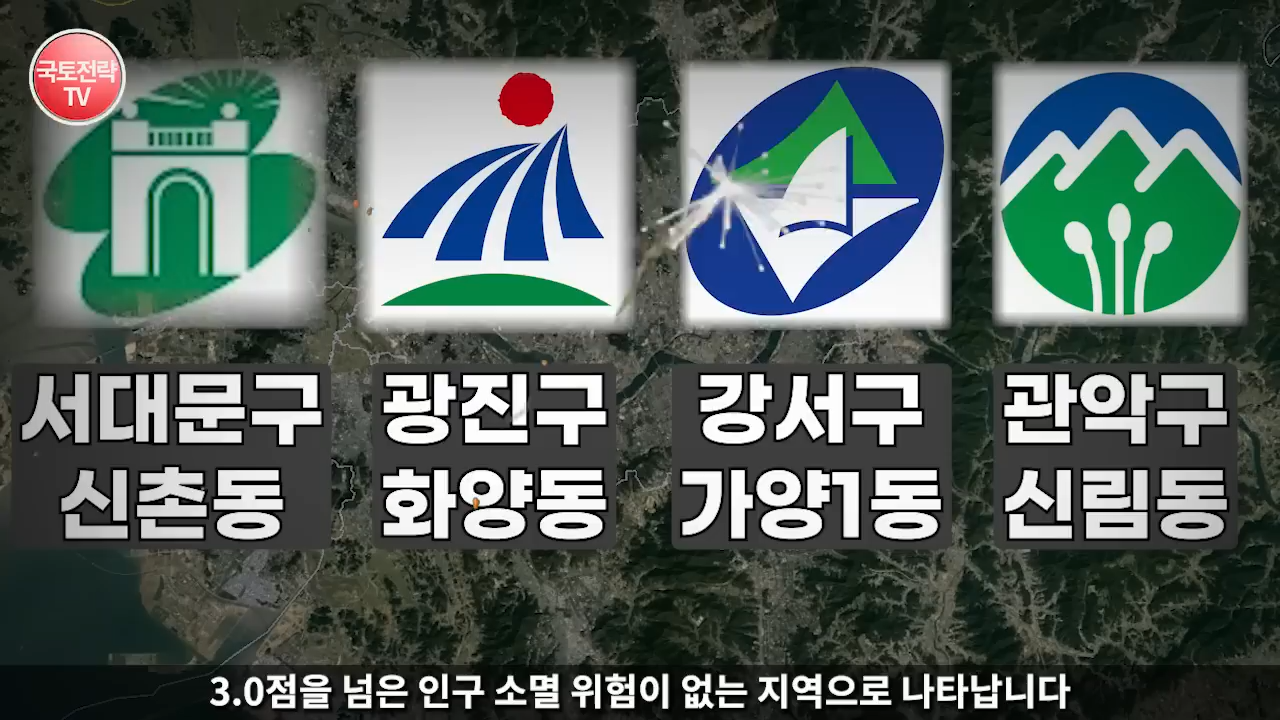 국토전략
TV
서대문구
신촌동
광진구
화양동
강서구
가양1동
관악구
신림동
3.0점을 넘은 인구 소멸 위험이 없는 지역으로 나타납니다